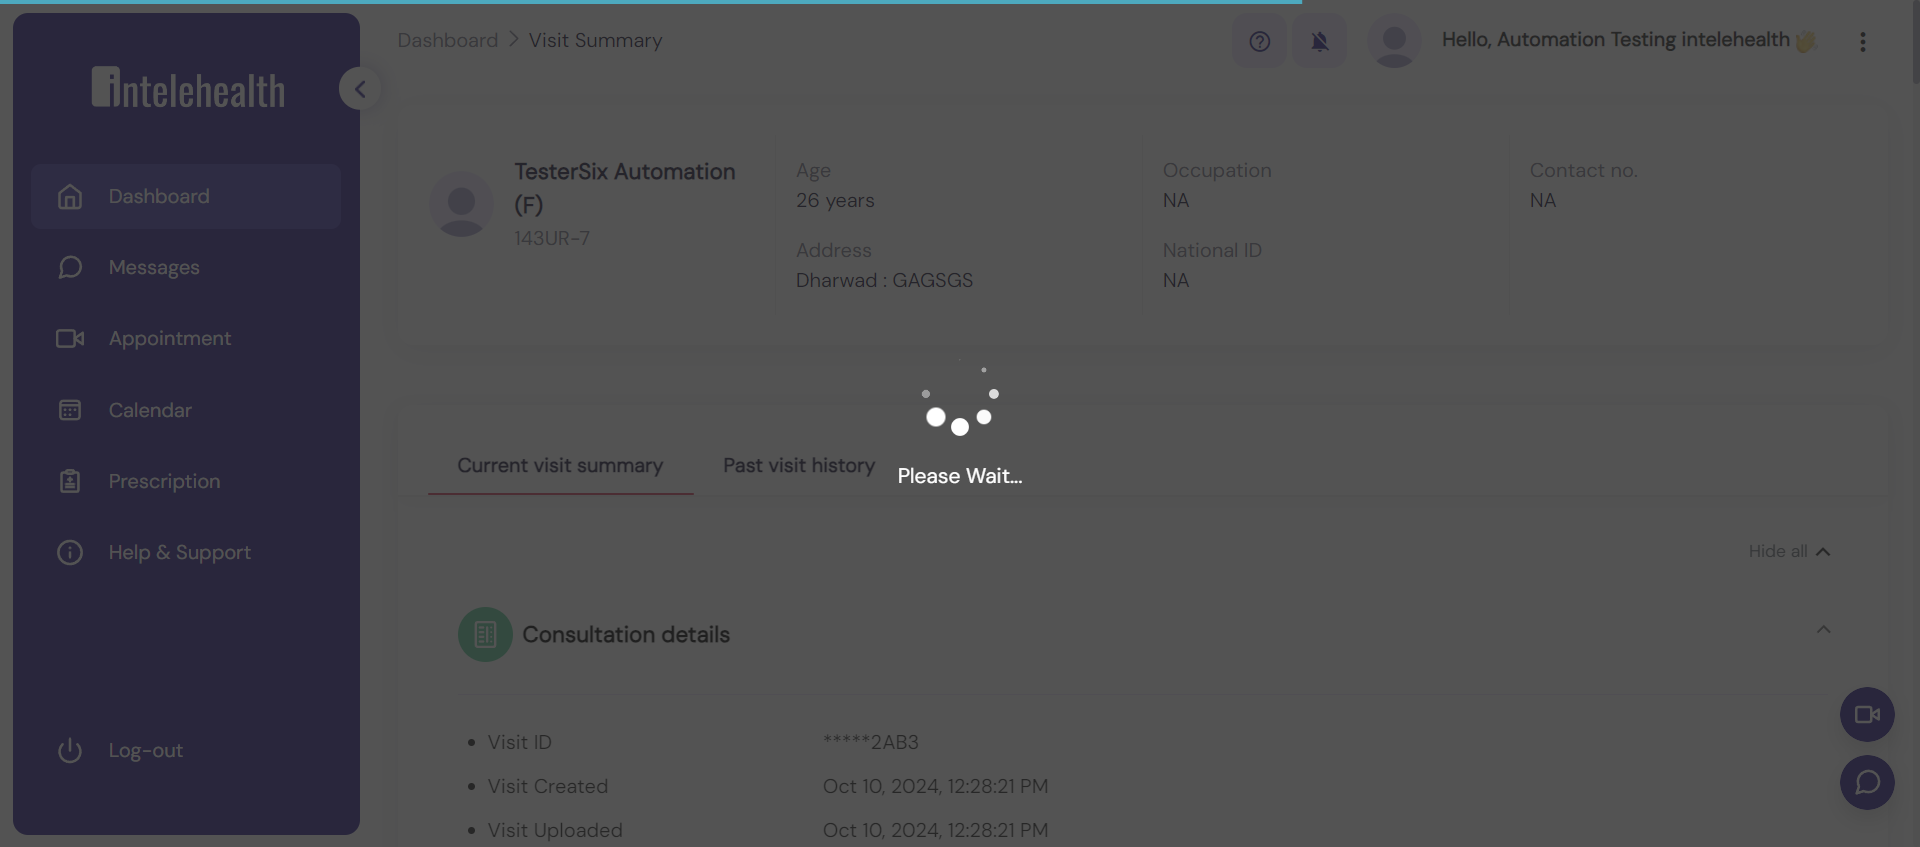 Dashboard > Visit Summary
Hello, Automation Testing intelehealth 👋
intelehealth
Dashboard
Messages
Appointment
Calendar
Prescription
Help & Support
Log-out
TesterSix Automation
(F)
143UR-7
Age
26 years
Address
Dharwad : GAGSGS
Occupation
NA
National ID
NA
Contact no.
NA
Current visit summary
Past visit history
Please Wait...
Hide all
Consultation details
Visit ID *****2AB3
Visit Created Oct 10, 2024, 12:28:21 PM
Visit Uploaded Oct 10, 2024, 12:28:21 PM